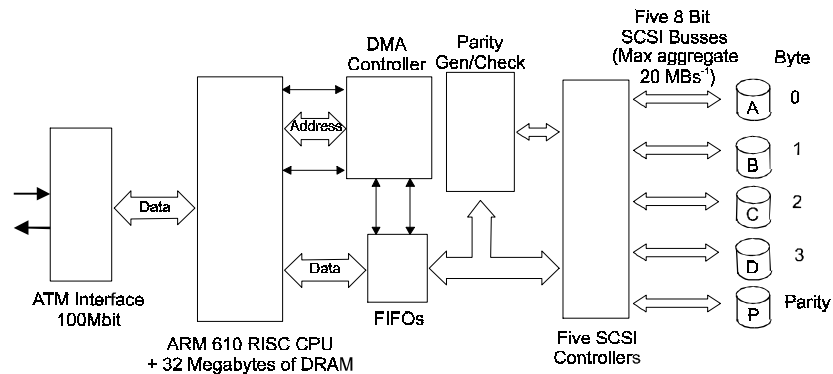 Five 8 Bit
SCSI Busses
(Max aggregate
20 MBs⁻¹)
Byte
DMA
Controller
Parity
Gen/Check
Address
A
0
B
1
C
2
D
3
P
Parity
Data
Data
ATM Interface
100Mbit
FIFOs
ARM 610 RISC CPU
+ 32 Megabytes of DRAM
Five SCSI
Controllers